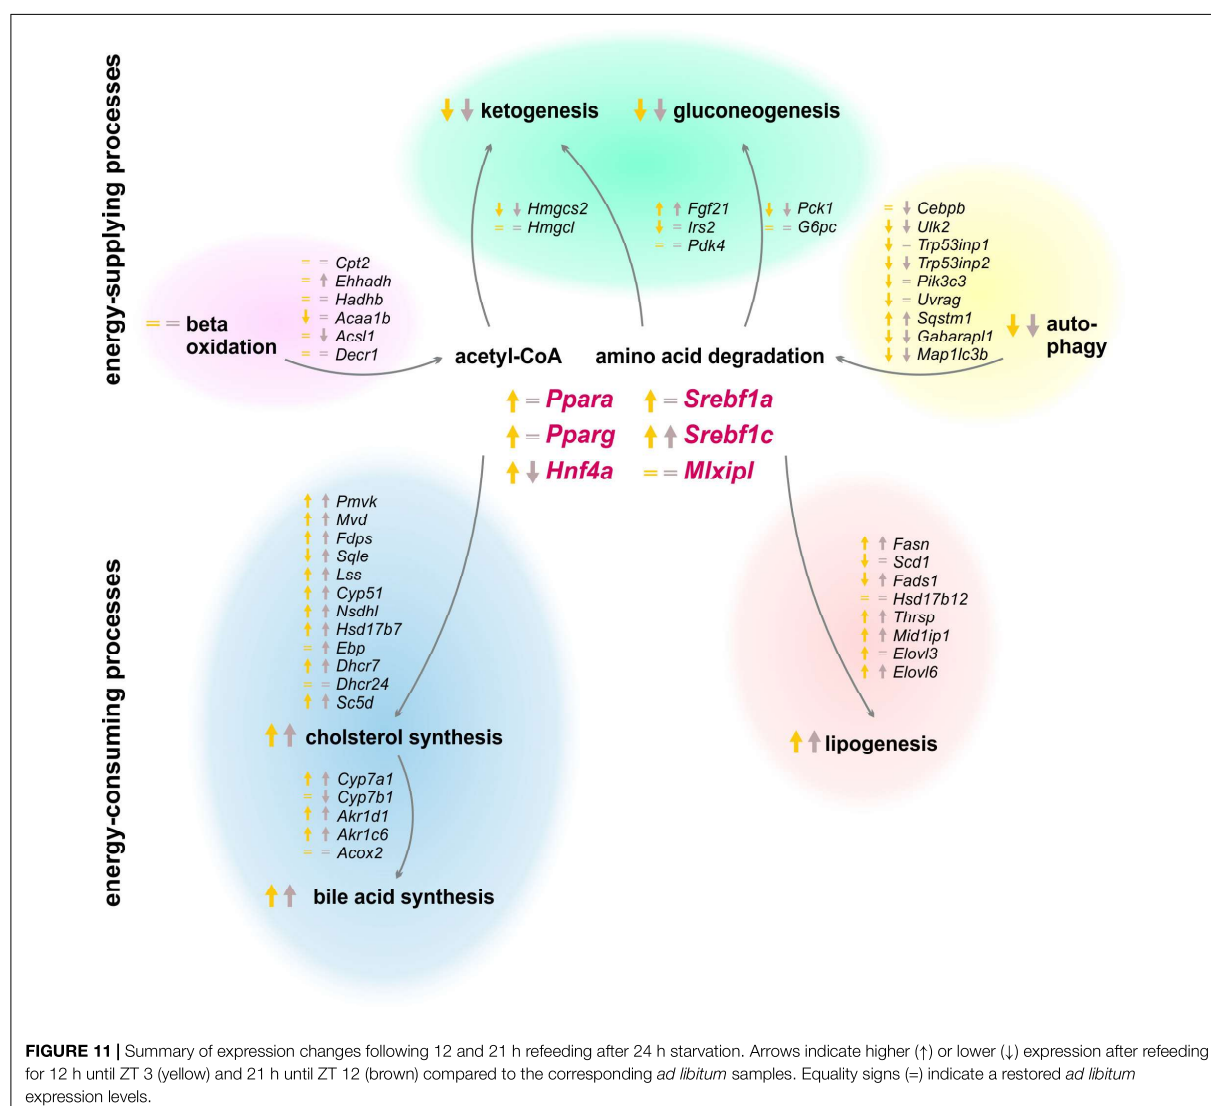 energy-supplying processes
↓ ↓ ketogenesis
↓ ↓ gluconeogenesis
↓ ↓ Hmgcs2
= = Hmgcl
↑ ↑ Fgf21
↓ = Irs2
= = Pdk4
↓ ↓ Pck1
= = G6pc
= ↓ Cebpb
↓ ↓ Ulk2
↓ = Trp53inp1
↓ ↓ Trp53inp2
↓ = Pik3c3
↓ = Uvrag
↑ ↑ Sqstm1
↓ ↓ Gabarapl1
↓ ↓ Map1lc3b
↓ ↓ auto-
phagy
= = Cpt2
= ↑ Ehhadh
= = Hadhb
↓ = Acaa1b
= ↓ Acsl1
= = Decr1
= = beta
oxidation
acetyl-CoA
amino acid degradation
↑ = Ppara
↑ = Pparg
↑ ↓ Hnf4a
↑ = Srebf1a
↑ ↑ Srebf1c
= = Mlxipl
energy-consuming processes
↑ ↑ Pmvk
↑ ↑ Mvd
↑ ↑ Fdps
↓ ↑ Sqle
↑ ↑ Lss
↑ ↑ Cyp51
↑ ↑ Nsdhl
↑ ↑ Hsd17b7
= ↑ Ebp
↑ ↑ Dhcr7
= = Dhcr24
↑ ↑ Sc5d
↑ ↑ cholsterol synthesis
↑ ↑ Cyp7a1
= ↓ Cyp7b1
↑ ↑ Akr1d1
↑ ↑ Akr1c6
= = Acox2
↑ ↑ bile acid synthesis
↑ ↑ Fasn
↓ = Scd1
↓ ↑ Fads1
= = Hsd17b12
↑ ↑ Thrsp
↑ ↑ Mid1ip1
↑ = Elovl3
↑ ↑ Elovl6
↑ ↑ lipogenesis
FIGURE 11 | Summary of expression changes following 12 and 21 h refeeding after 24 h starvation. Arrows indicate higher (↑) or lower (↓) expression after refeeding
for 12 h until ZT 3 (yellow) and 21 h until ZT 12 (brown) compared to the corresponding ad libitum samples. Equality signs (=) indicate a restored ad libitum
expression levels.